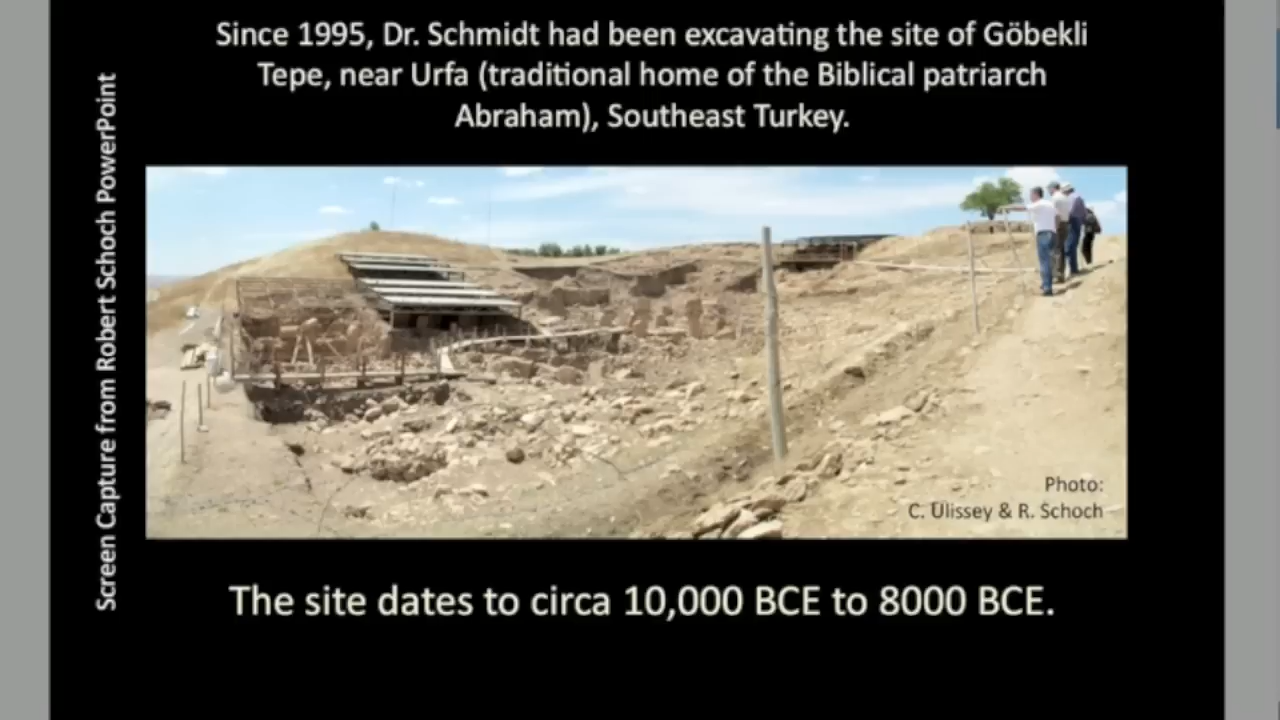 Since 1995, Dr. Schmidt had been excavating the site of Göbekli
Tepe, near Urfa (traditional home of the Biblical patriarch
Abraham), Southeast Turkey.
Screen Capture from Robert Schoch PowerPoint
Photo:
C. Ulissey & R. Schoch
The site dates to circa 10,000 BCE to 8000 BCE.